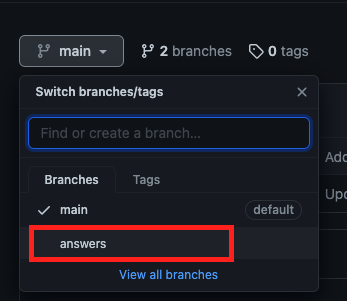 main 2 branches 0 tags
Switch branches/tags
Find or create a branch...
Branches Tags
Add
main default
Upd
answers
View all branches